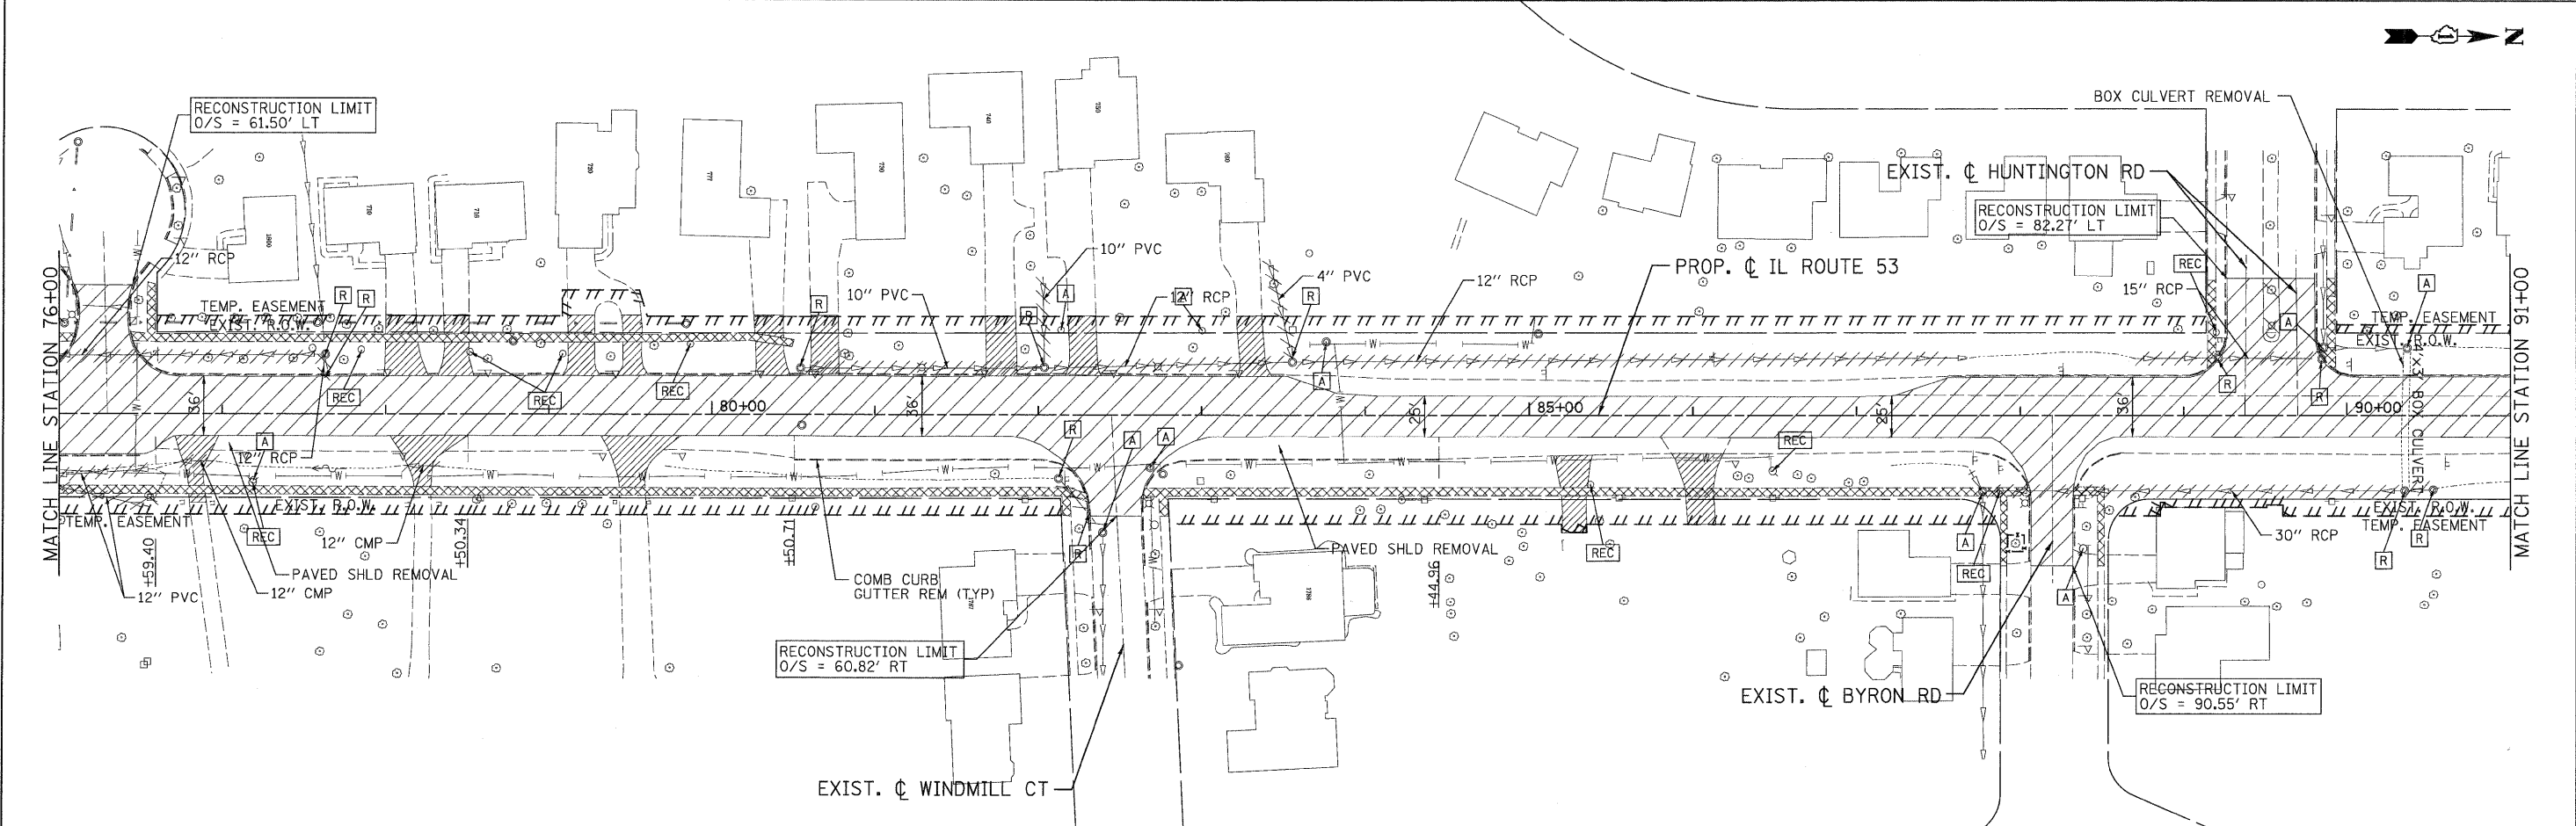 N
BOX CULVERT REMOVAL
RECONSTRUCTION LIMIT
O/S = 61.50' LT
EXIST. ℄ HUNTINGTON RD
RECONSTRUCTION LIMIT
O/S = 82.27' LT
12" RCP
10" PVC
10" PVC
4" PVC
12" RCP
12" RCP
PROP. ℄ IL ROUTE 53
REC
15" RCP
TEMP. EASEMENT
EXIST. R.O.W.
R
R
R
R
A
A
R
A
A
A
R
R
TEMP. EASEMENT
EXIST. R.O.W.
MATCH LINE STATION 76+00
MATCH LINE STATION 91+00
REC
REC
REC
36'
80+00
36'
25'
85+00
25'
36'
90+00
4'X3' BOX CULVERT
A
12" RCP
R
A
A
REC
EXIST. R.O.W.
TEMP. EASEMENT
REC
12" CMP
PAVED SHLD REMOVAL
12" CMP
12" PVC
+59.40
+50.34
+50.71
+44.96
R
PAVED SHLD REMOVAL
REC
COMB CURB
GUTTER REM (TYP)
A
REC
A
EXIST. R.O.W.
TEMP. EASEMENT
30" RCP
R
R
RECONSTRUCTION LIMIT
O/S = 60.82' RT
EXIST. ℄ BYRON RD
RECONSTRUCTION LIMIT
O/S = 90.55' RT
EXIST. ℄ WINDMILL CT